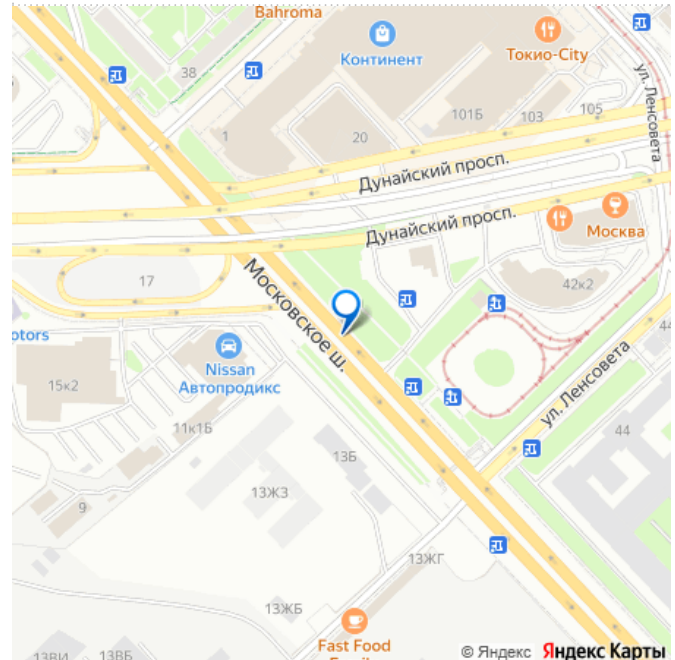 Bahroma
Континент
Токио-City
38
101Б
103
105
1
20
ул. Ленсовета
Дунайский просп.
Дунайский просп.
Москва
42к2
17
Московское ш.
otors
Nissan
Автопродикс
15к2
11к1Б
ул. Ленсовета
44
44
13Б
13ЖЗ
9
13ЖГ
13ЖБ
Fast Food
13ВИ
13ВБ
© Яндекс Яндекс Карты